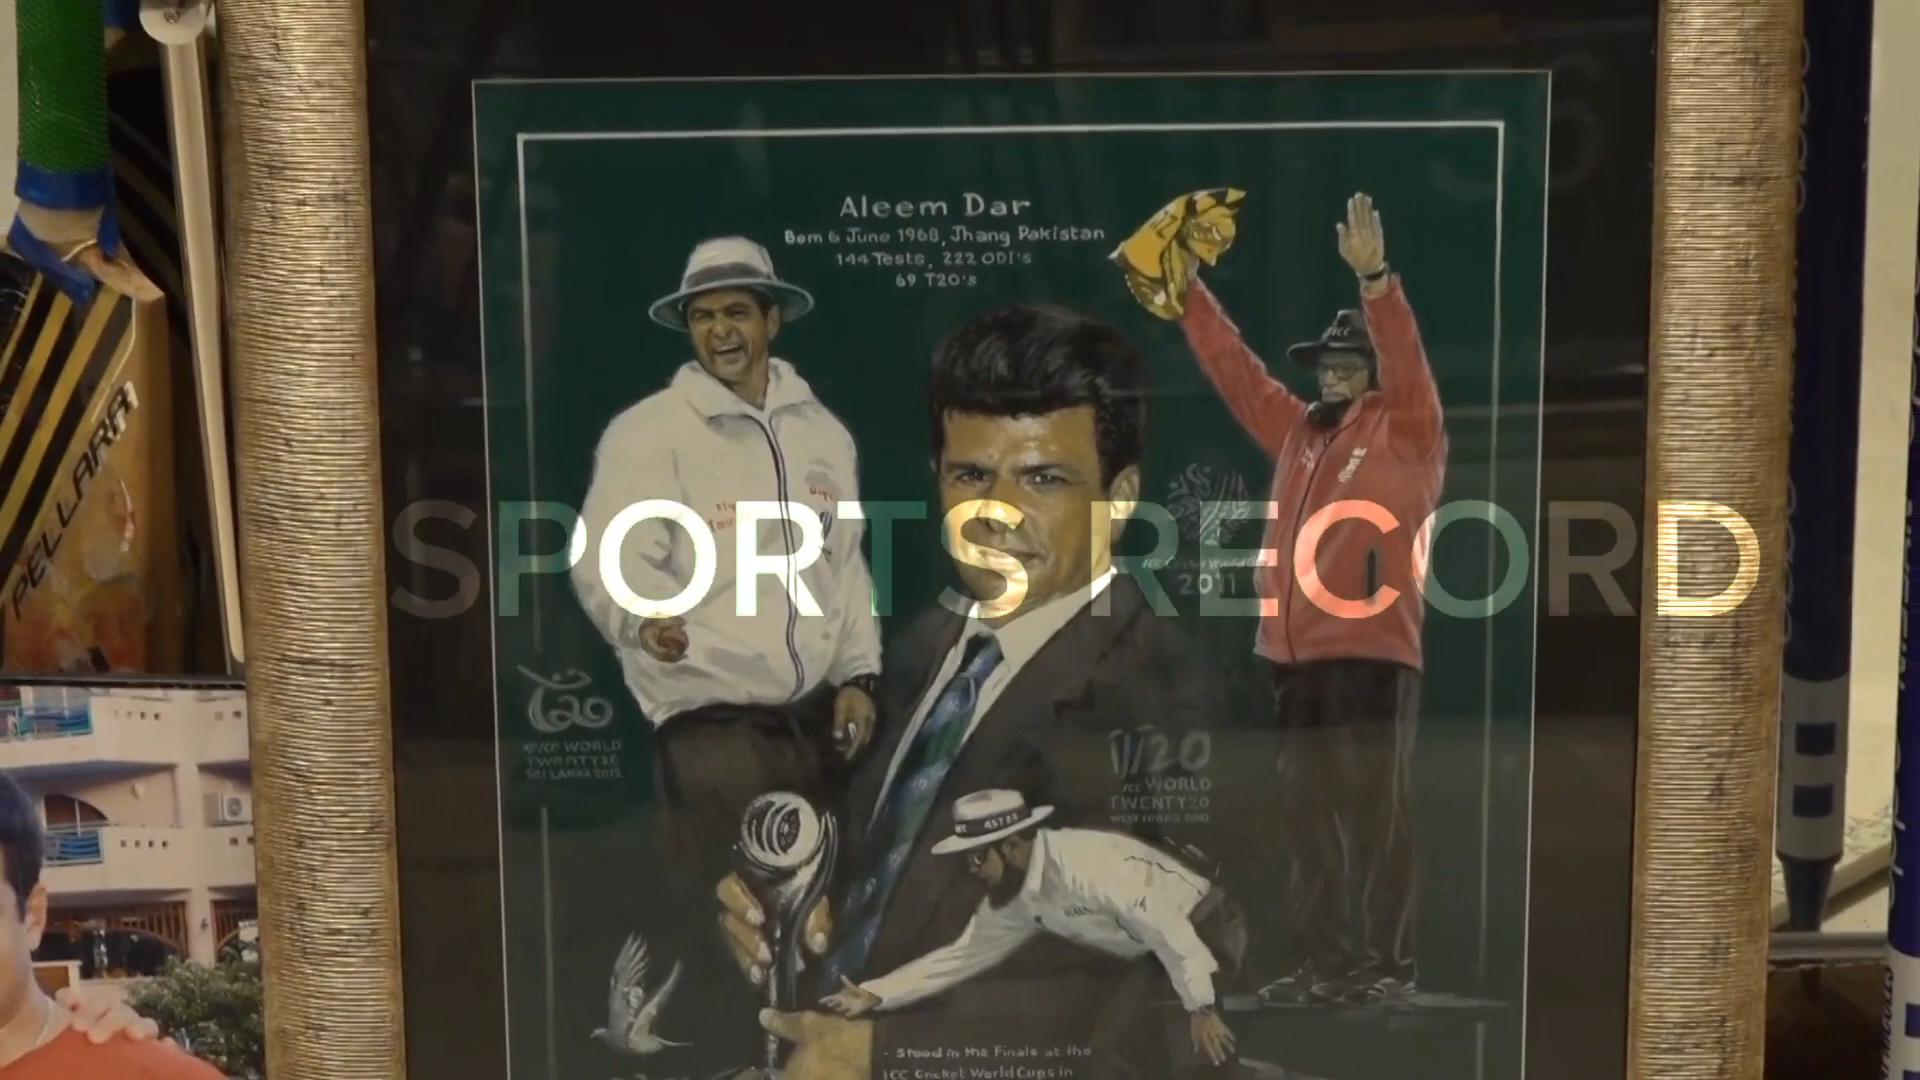 Aleem Dar
Born 6 June 1968, Jhang Pakistan
144 Tests, 222 ODI's
69 T20's
PELLARA
SPORTS RECORD
2011
T20
ICC WORLD
TWENTY20
SRI LANKA 2012
T20
ICC WORLD
TWENTY20
WEST INDIES 2010
- Stood in the Finals at the
ICC Cricket World Cups in